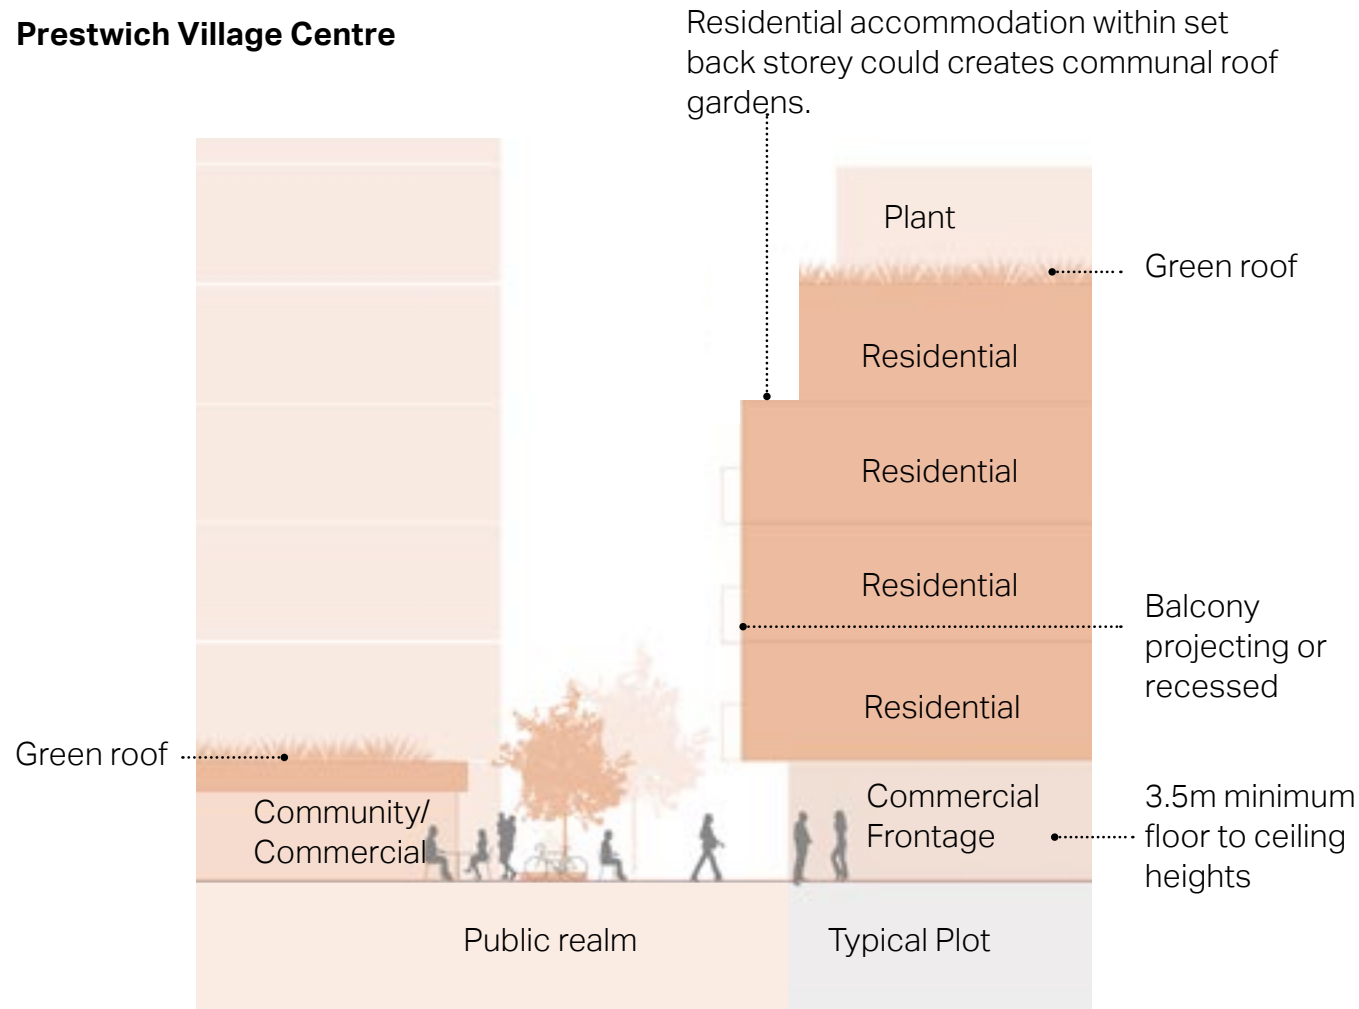 Prestwich Village Centre
Residential accommodation within set
back storey could creates communal roof
gardens.
Plant
Green roof
Residential
Residential
Residential
Balcony
projecting or
recessed
Residential
Green roof
Community/
Commercial
Commercial
Frontage
3.5m minimum
floor to ceiling
heights
Public realm
Typical Plot